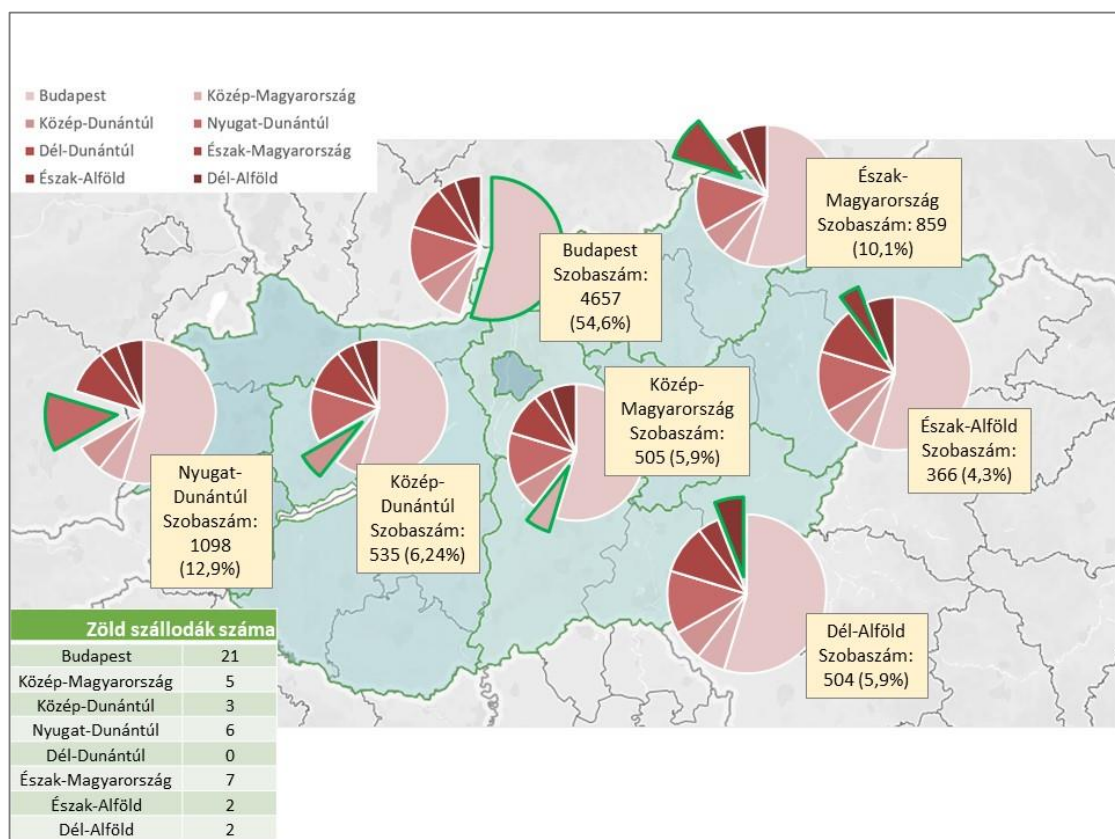 Budapest
Közép-Magyarország
Közép-Dunántúl
Nyugat-Dunántúl
Dél-Dunántúl
Észak-Magyarország
Észak-Alföld
Dél-Alföld
Észak-
Magyarország
Szobaszám: 859
(10,1%)
Budapest
Szobaszám:
4657
(54,6%)
Közép-
Magyarország
Szobaszám:
505 (5,9%)
Észak-Alföld
Szobaszám:
366 (4,3%)
Nyugat-
Dunántúl
Szobaszám:
1098
(12,9%)
Közép-
Dunántúl
Szobaszám:
535 (6,24%)
Dél-Alföld
Szobaszám:
504 (5,9%)
Zöld szállodák száma
Budapest 21
Közép-Magyarország 5
Közép-Dunántúl 3
Nyugat-Dunántúl 6
Dél-Dunántúl 0
Észak-Magyarország 7
Észak-Alföld 2
Dél-Alföld 2